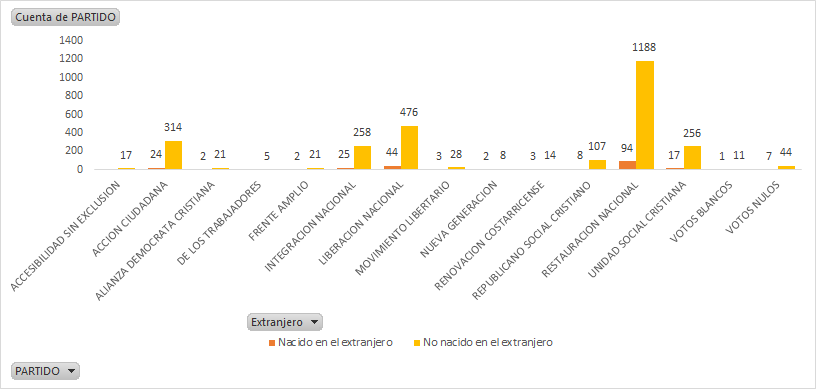 Cuenta de PARTIDO
1400
1200
1000
800
600
400
200
0
17
24 314
2 21
5
2 21
25 258
44 476
3 28
2 8
3 14
8 107
94 1188
17 256
1 11
7 44
ACCESIBILIDAD SIN EXCLUSION
ACCION CIUDADANA
ALIANZA DEMOCRATA CRISTIANA
DE LOS TRABAJADORES
FRENTE AMPLIO
INTEGRACION NACIONAL
LIBERACION NACIONAL
MOVIMIENTO LIBERTARIO
NUEVA GENERACION
RENOVACION COSTARRICENSE
REPUBLICANO SOCIAL CRISTIANO
RESTAURACION NACIONAL
UNIDAD SOCIAL CRISTIANA
VOTOS BLANCOS
VOTOS NULOS
Extranjero
Nacido en el extranjero No nacido en el extranjero
PARTIDO